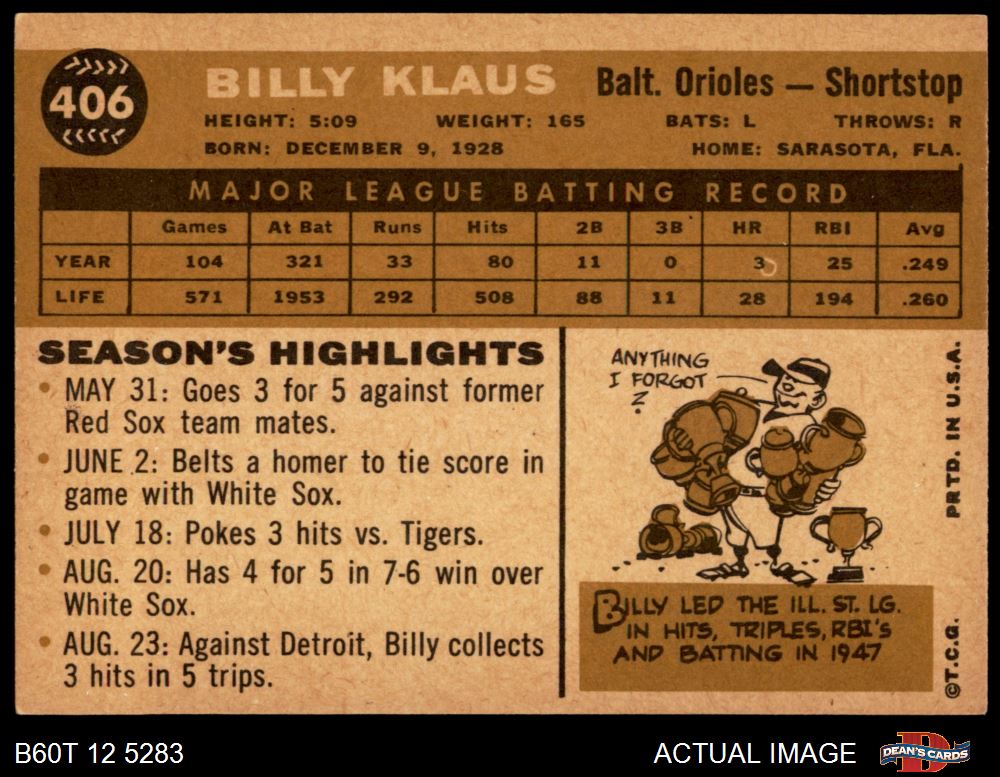 406
BILLY KLAUS Balt. Orioles — Shortstop
HEIGHT: 5:09 WEIGHT: 165 BATS: L THROWS: R
BORN: DECEMBER 9, 1928 HOME: SARASOTA, FLA.
MAJOR LEAGUE BATTING RECORD
Games At Bat Runs Hits 2B 3B HR RBI Avg
YEAR 104 321 33 80 11 0 3 25 .249
LIFE 571 1953 292 508 88 11 28 194 .260
SEASON'S HIGHLIGHTS
• MAY 31: Goes 3 for 5 against former
Red Sox team mates.
• JUNE 2: Belts a homer to tie score in
game with White Sox.
• JULY 18: Pokes 3 hits vs. Tigers.
• AUG. 20: Has 4 for 5 in 7-6 win over
White Sox.
• AUG. 23: Against Detroit, Billy collects
3 hits in 5 trips.
ANYTHING
I FORGOT
?
BILLY LED THE ILL. ST. LG.
IN HITS, TRIPLES, RBI'S
AND BATTING IN 1947
PRTD. IN U.S.A.
©T.C.G.
B60T 12 5283
ACTUAL IMAGE
DEAN'S CARDS